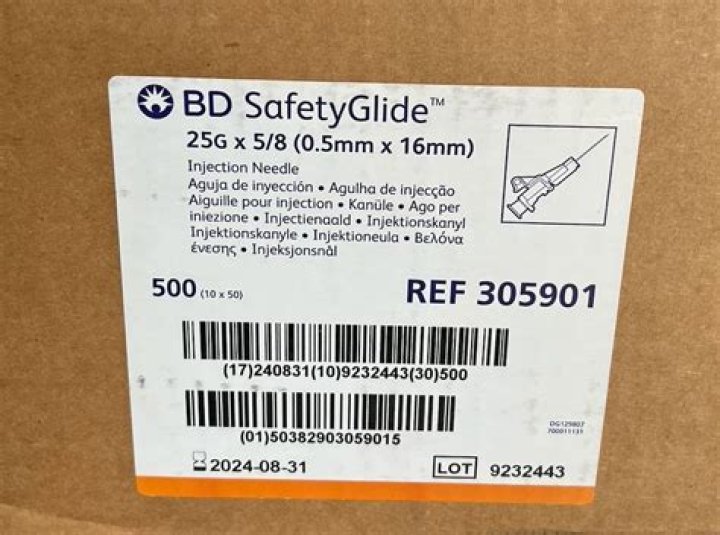 BD SafetyGlide™
25G x 5/8 (0.5mm x 16mm)
Injection Needle
Aguja de inyección • Agulha de injecção
Aiguille pour injection • Kanüle • Ago per
iniezione • Injectienaald • Injektionskanyl
Injektionskanyle • Injektioneula • Βελόνα
ένεσης • Injeksjonsnål
500 (10 x 50)
REF 305901
(17)240831(10)9232443(30)500
(01)50382903059015
DG129807
700011131
2024-08-31
LOT 9232443